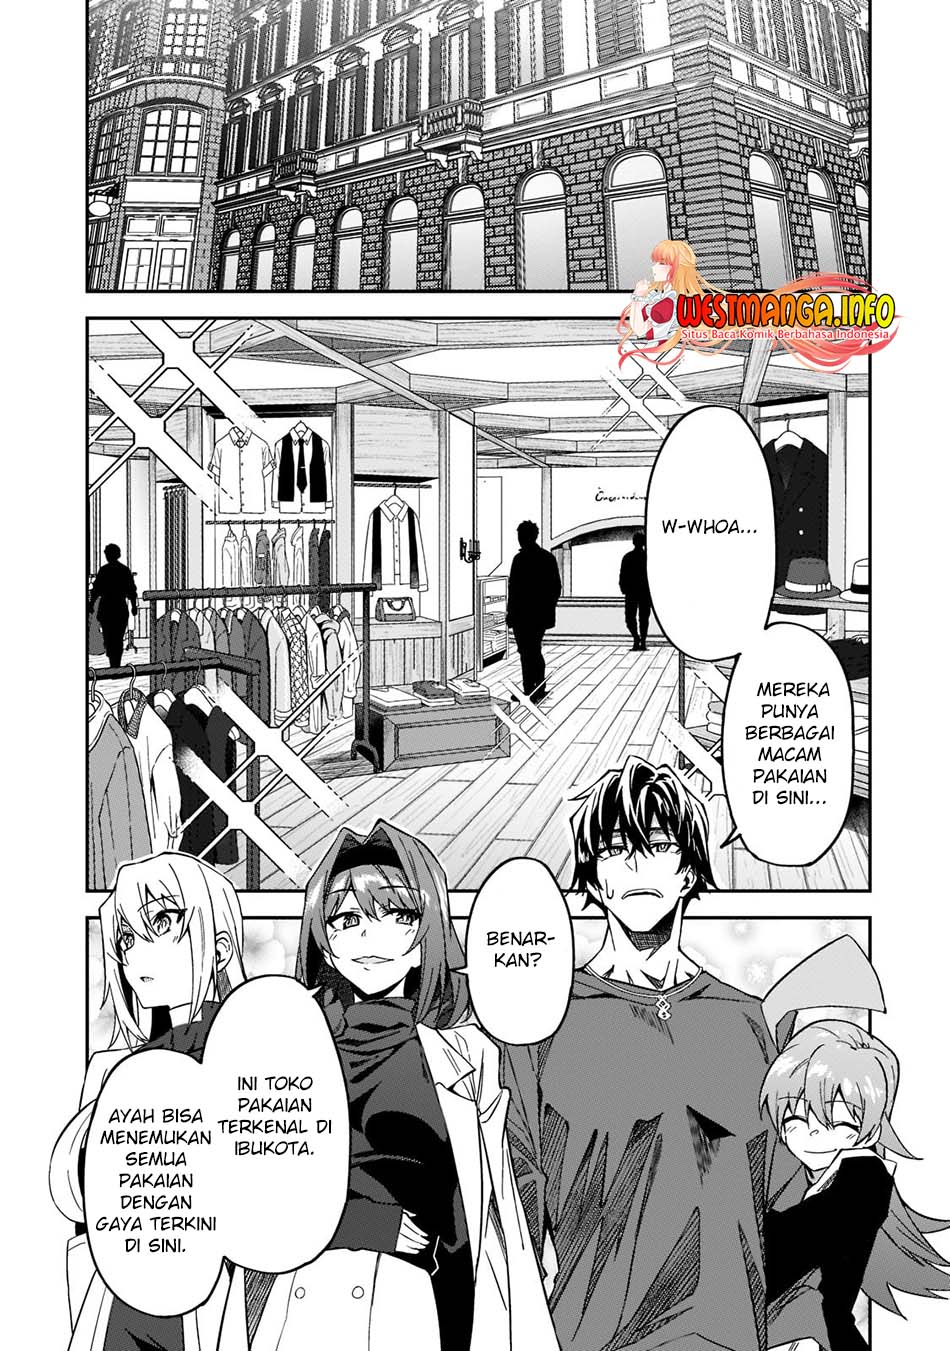 WESTMANGA.INFO
Situs Baca Komik Berbahasa Indonesia
W-WHOA...
MEREKA
PUNYA
BERBAGAI
MACAM
PAKAIAN
DI SINI...
BENAR-
KAN?
INI TOKO
PAKAIAN
TERKENAL DI
IBUKOTA.
AYAH BISA
MENEMUKAN
SEMUA
PAKAIAN
DENGAN
GAYA TERKINI
DI SINI.